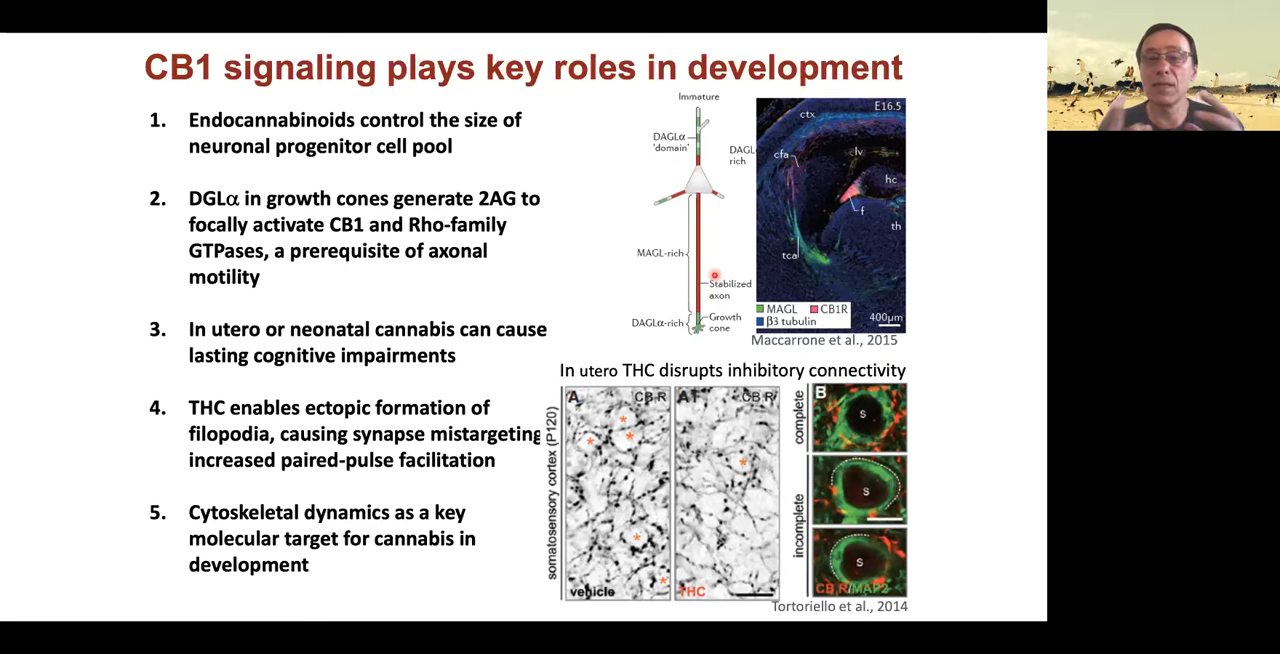 CB1 signaling plays key roles in development
1. Endocannabinoids control the size of
neuronal progenitor cell pool
2. DGLα in growth cones generate 2AG to
focally activate CB1 and Rho-family
GTPases, a prerequisite of axonal
motility
3. In utero or neonatal cannabis can cause
lasting cognitive impairments
4. THC enables ectopic formation of
filopodia, causing synapse mistargeting
increased paired-pulse facilitation
5. Cytoskeletal dynamics as a key
molecular target for cannabis in
development
Immature
DAGLα
'domain'
MAGL-rich
Stabilized
axon
DAGLα-rich
Growth
cone
DAGL
rich
E16.5
ctx
cfa
lv
hc
f
th
tca
MAGL CB1R
β3 tubulin
400µm
Maccarrone et al., 2015
In utero THC disrupts inhibitory connectivity
somatosensory cortex (P120)
A CB R
vehicle
A1 CB R
THC
B
complete
incomplete
S
S
S
CB R/MAP2
Tortoriello et al., 2014